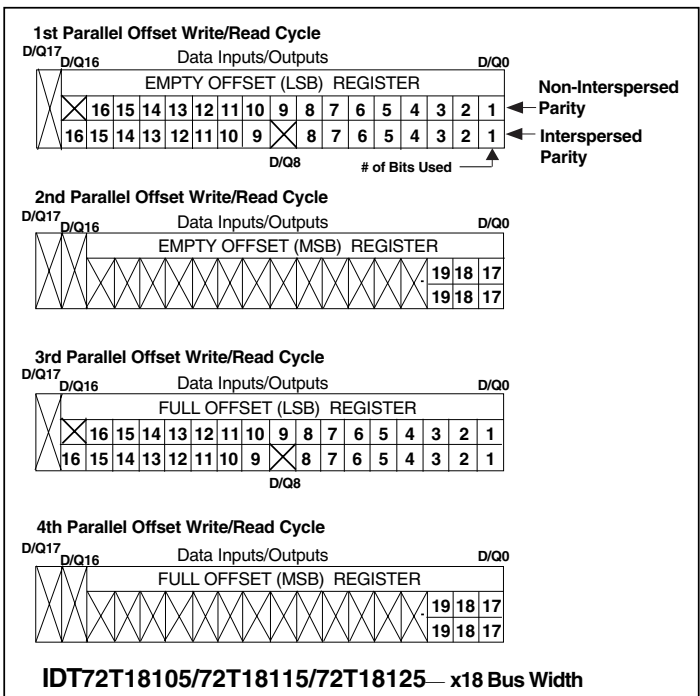 1st Parallel Offset Write/Read Cycle
D/Q17 D/Q16 Data Inputs/Outputs D/Q0
EMPTY OFFSET (LSB) REGISTER
16 15 14 13 12 11 10 9 8 7 6 5 4 3 2 1
Non-Interspersed Parity
16 15 14 13 12 11 10 9 8 7 6 5 4 3 2 1
Interspersed Parity
D/Q8
# of Bits Used
2nd Parallel Offset Write/Read Cycle
D/Q17 D/Q16 Data Inputs/Outputs D/Q0
EMPTY OFFSET (MSB) REGISTER
19 18 17
19 18 17
3rd Parallel Offset Write/Read Cycle
D/Q17 D/Q16 Data Inputs/Outputs D/Q0
FULL OFFSET (LSB) REGISTER
16 15 14 13 12 11 10 9 8 7 6 5 4 3 2 1
16 15 14 13 12 11 10 9 8 7 6 5 4 3 2 1
D/Q8
4th Parallel Offset Write/Read Cycle
D/Q17 D/Q16 Data Inputs/Outputs D/Q0
FULL OFFSET (MSB) REGISTER
19 18 17
19 18 17
IDT72T18105/72T18115/72T18125— x18 Bus Width